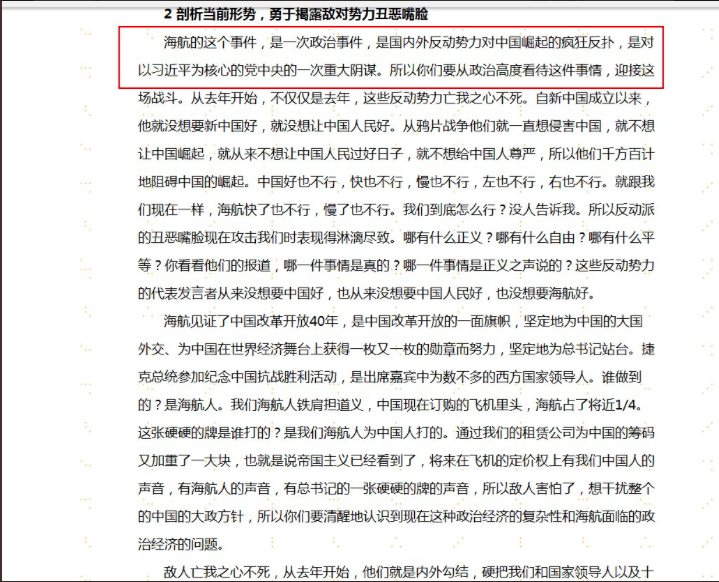 2 剖析当前形势，勇于揭露敌对势力丑恶嘴脸
海航的这个事件，是一次政治事件，是国内外反动势力对中国崛起的疯狂反扑，是对
以习近平为核心的党中央的一次重大阴谋。所以你们要从政治高度看待这件事情，迎接这
场战斗。从去年开始，不仅仅是去年，这些反动势力亡我之心不死。自新中国成立以来，
他就没想要新中国好，就没想让中国人民好。从鸦片战争他们就一直想侵害中国，就不想
让中国崛起，就从来不想让中国人民过好日子，就不想给中国人尊严，所以他们千方百计
地阻碍中国的崛起。中国好也不行，快也不行，慢也不行，左也不行，右也不行。就跟我
们现在一样，海航快了也不行，慢了也不行。我们到底怎么行？没人告诉我。所以反动派
的丑恶嘴脸现在攻击我们时表现得淋漓尽致。哪有什么正义？哪有什么自由？哪有什么平
等？你看看他们的报道，哪一件事情是真的？哪一件事情是正义之声说的？这些反动势力
的代表发言者从来没想要中国好，也从来没想要中国人民好，也没想要海航好。
海航见证了中国改革开放40年，是中国改革开放的一面旗帜，坚定地为中国的大国
外交、为中国在世界经济舞台上获得一枚又一枚的勋章而努力，坚定地为总书记站台。捷
克总统参加纪念中国抗战胜利活动，是出席嘉宾中为数不多的西方国家领导人。谁做到
的？是海航人。我们海航人铁肩担道义，中国现在订购的飞机里头，海航占了将近1/4。
这张硬硬的牌是谁打的？是我们海航人为中国人打的。通过我们的租赁公司为中国的筹码
又加重了一大块，也就是说帝国主义已经看到了，将来在飞机的定价权上有我们中国人的
声音，有海航人的声音，有总书记的一张硬硬的牌的声音，所以敌人害怕了，想干扰整个
的中国的大政方针，所以你们要清醒地认识到现在这种政治经济的复杂性和海航面临的政
治经济的问题。
敌人亡我之心不死，从去年开始，他们就是内外勾结，硬把我们和国家领导人以及十